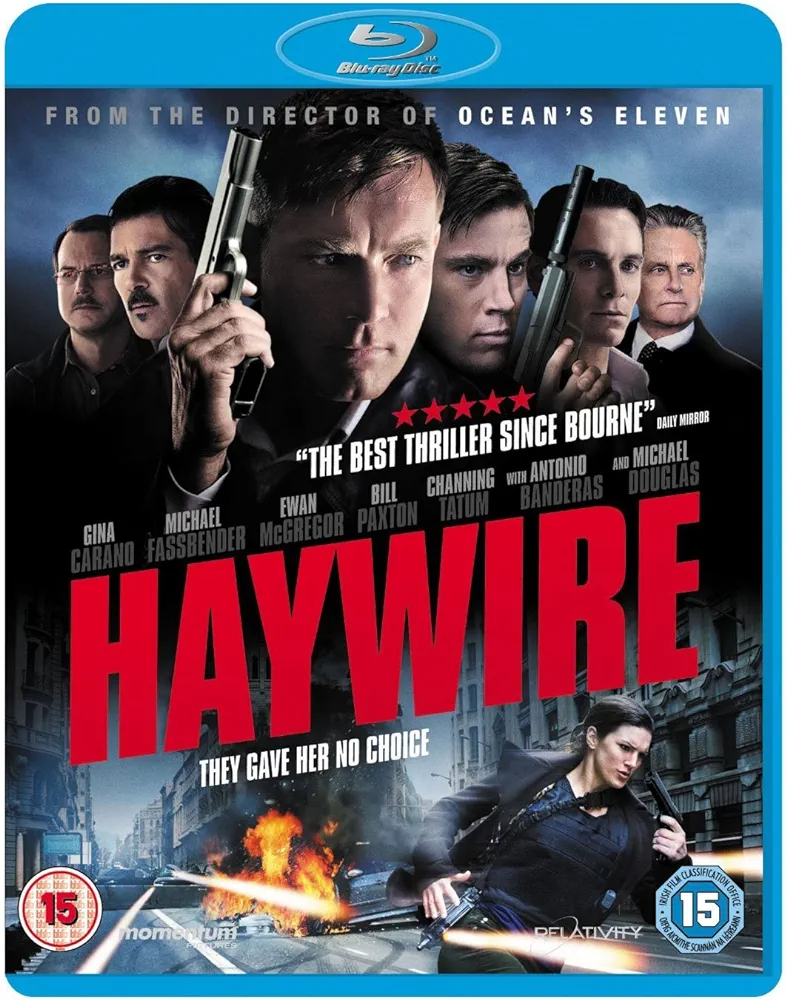 Blu-ray Disc
TM
FROM THE DIRECTOR OF OCEAN'S ELEVEN
★★★★★
"THE BEST THRILLER SINCE BOURNE" DAILY MIRROR
GINA CARANO
MICHAEL FASSBENDER
EWAN McGREGOR
BILL PAXTON
CHANNING TATUM
WITH ANTONIO BANDERAS
AND MICHAEL DOUGLAS
HAYWIRE
THEY GAVE HER NO CHOICE
15
momentum
PICTURES
RELATIVITY
IRISH FILM CLASSIFICATION OFFICE
15